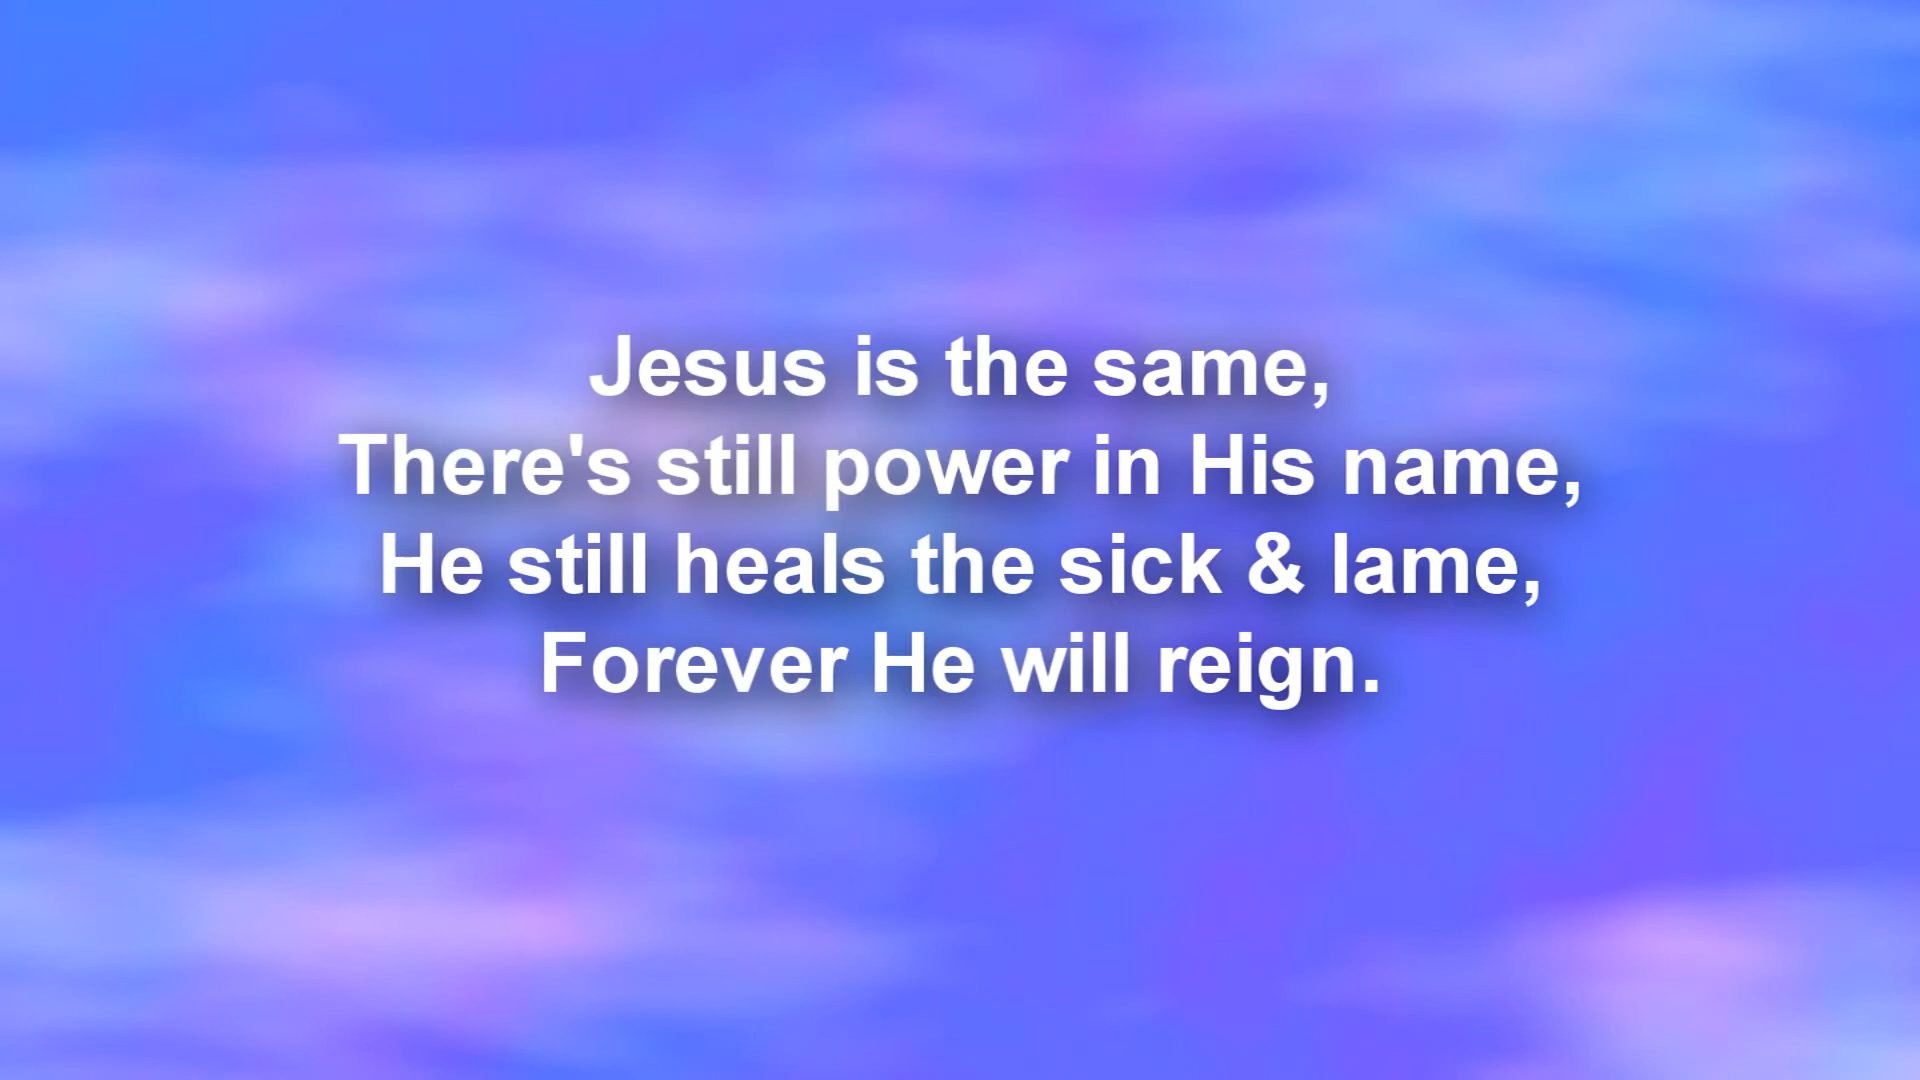 Jesus is the same,
There's still power in His name,
He still heals the sick & lame,
Forever He will reign.